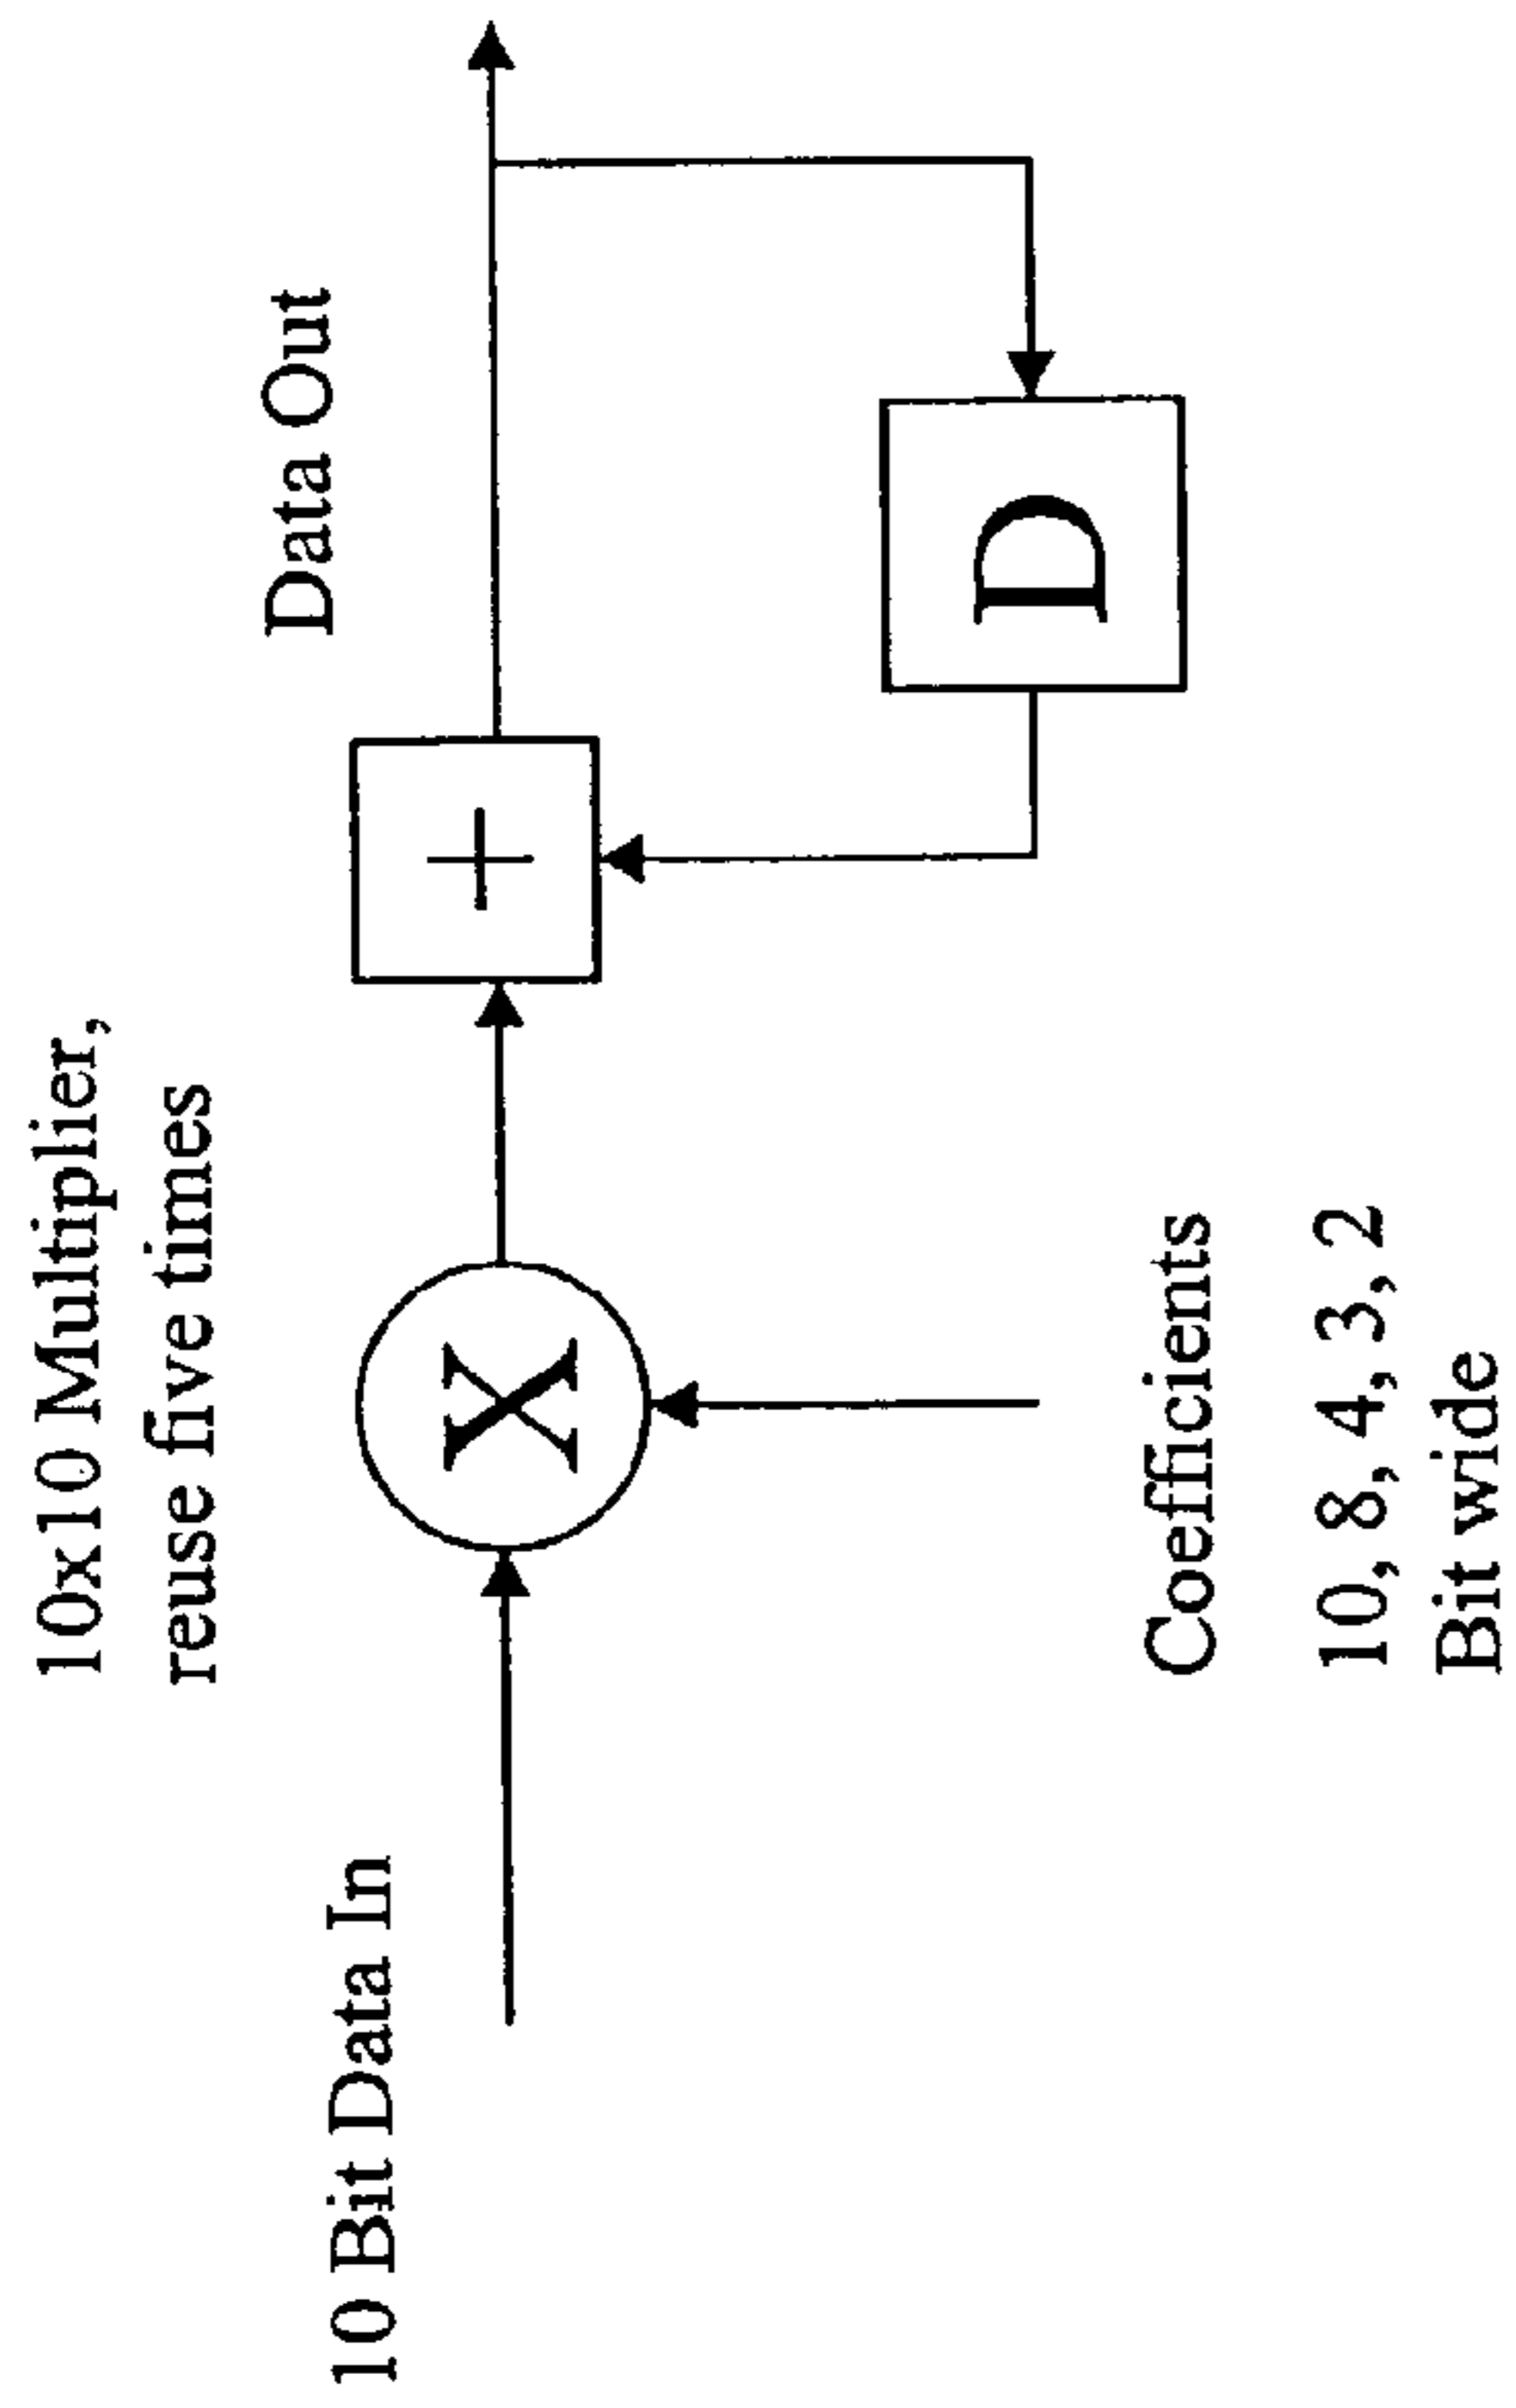 10x10 Multiplier,
reuse five times
Data Out
10 Bit Data In
X
+
D
Coefficients
10, 8, 4, 3, 2
Bit wide